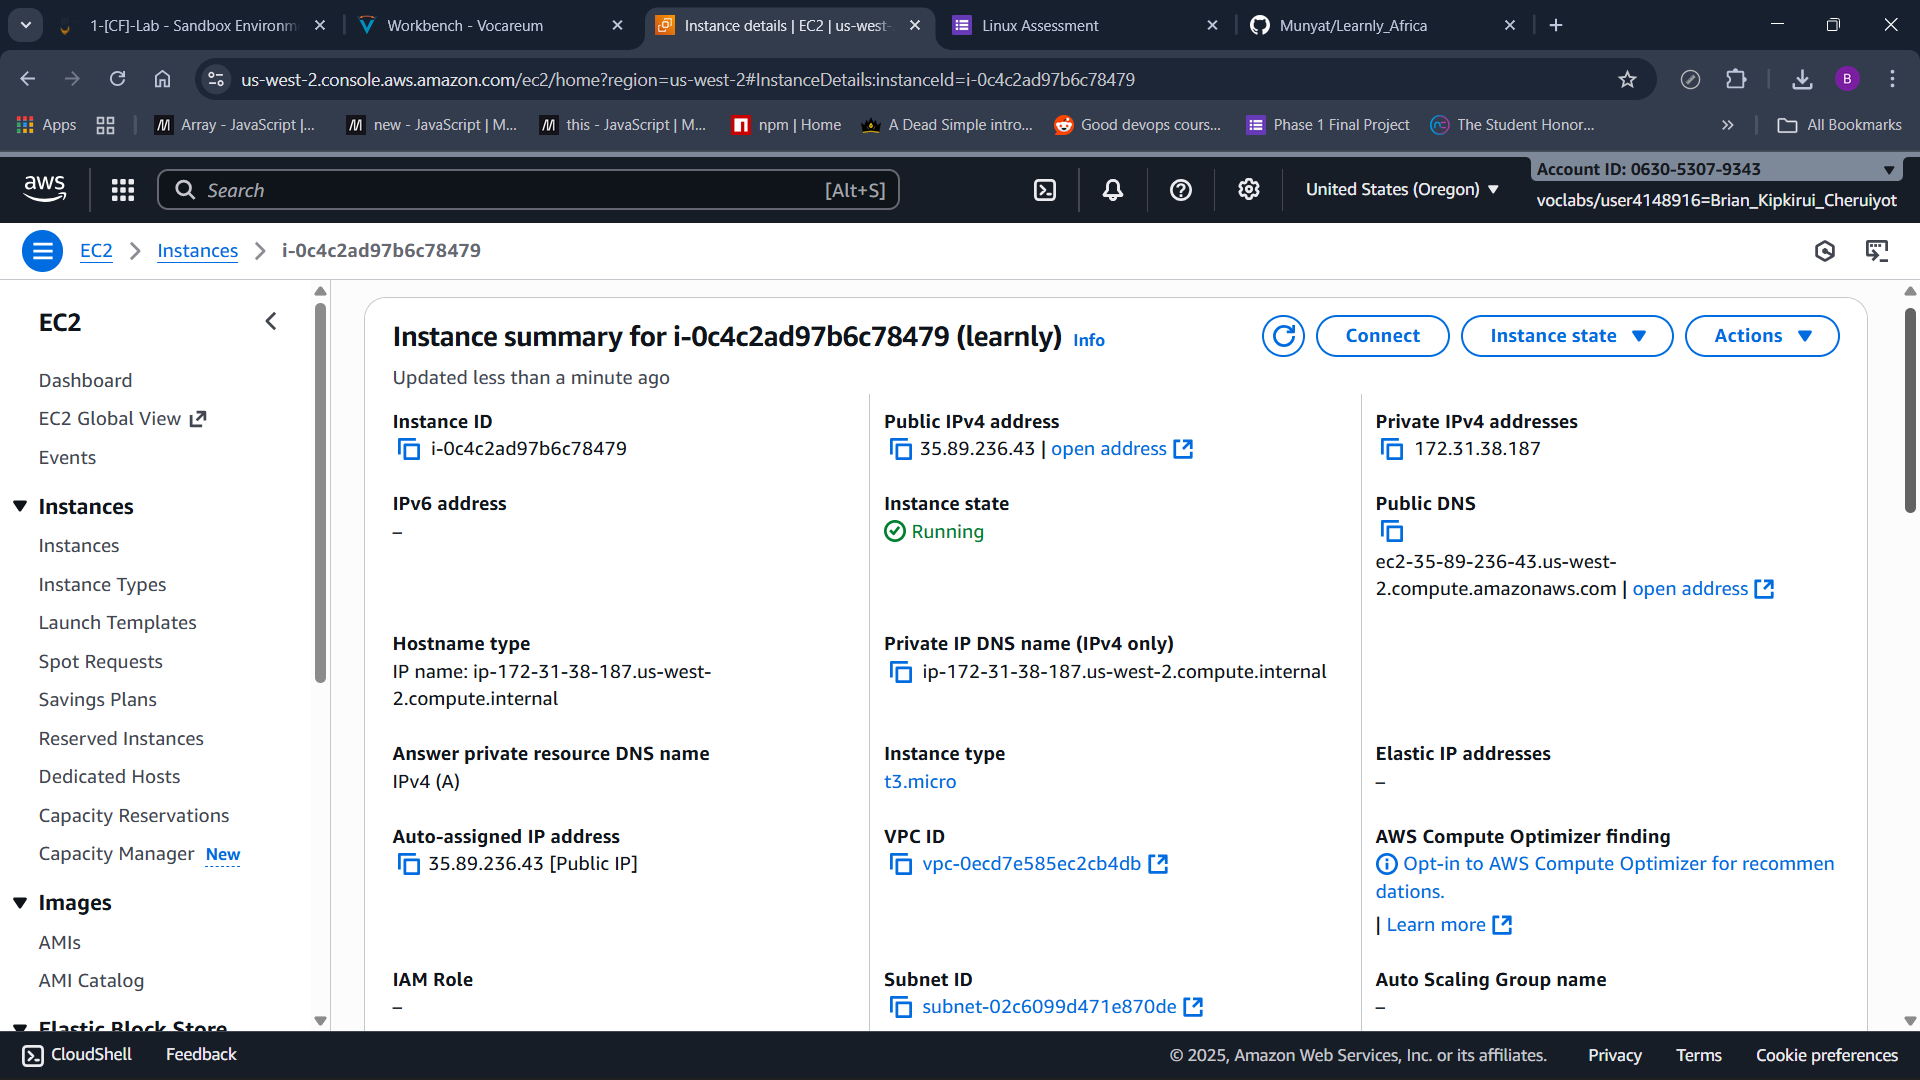 1-[CF]-Lab - Sandbox Environm
Workbench - Vocareum
Instance details | EC2 | us-west-
Linux Assessment
Munyat/Learnly_Africa
us-west-2.console.aws.amazon.com/ec2/home?region=us-west-2#InstanceDetails:instanceId=i-0c4c2ad97b6c78479
B
Apps
Array - JavaScript |...
new - JavaScript | M...
this - JavaScript | M...
npm | Home
A Dead Simple intro...
Good devops cours...
Phase 1 Final Project
The Student Honor...
All Bookmarks
aws
Search
[Alt+S]
United States (Oregon)
Account ID: 0630-5307-9343
voclabs/user4148916=Brian_Kipkirui_Cheruiyot
EC2
Instances
i-0c4c2ad97b6c78479
EC2
Dashboard
EC2 Global View
Events
Instances
Instances
Instance Types
Launch Templates
Spot Requests
Savings Plans
Reserved Instances
Dedicated Hosts
Capacity Reservations
Capacity Manager New
Images
AMIs
AMI Catalog
Elastic Block Store
Instance summary for i-0c4c2ad97b6c78479 (learnly) Info
Updated less than a minute ago
Connect
Instance state
Actions
Instance ID
i-0c4c2ad97b6c78479
Public IPv4 address
35.89.236.43 | open address
Private IPv4 addresses
172.31.38.187
IPv6 address
–
Instance state
Running
Public DNS
ec2-35-89-236-43.us-west-
2.compute.amazonaws.com | open address
Hostname type
IP name: ip-172-31-38-187.us-west-
2.compute.internal
Private IP DNS name (IPv4 only)
ip-172-31-38-187.us-west-2.compute.internal
Answer private resource DNS name
IPv4 (A)
Instance type
t3.micro
Elastic IP addresses
–
Auto-assigned IP address
35.89.236.43 [Public IP]
VPC ID
vpc-0ecd7e585ec2cb4db
AWS Compute Optimizer finding
Opt-in to AWS Compute Optimizer for recommen
dations.
| Learn more
IAM Role
–
Subnet ID
subnet-02c6099d471e870de
Auto Scaling Group name
–
CloudShell
Feedback
© 2025, Amazon Web Services, Inc. or its affiliates.
Privacy
Terms
Cookie preferences